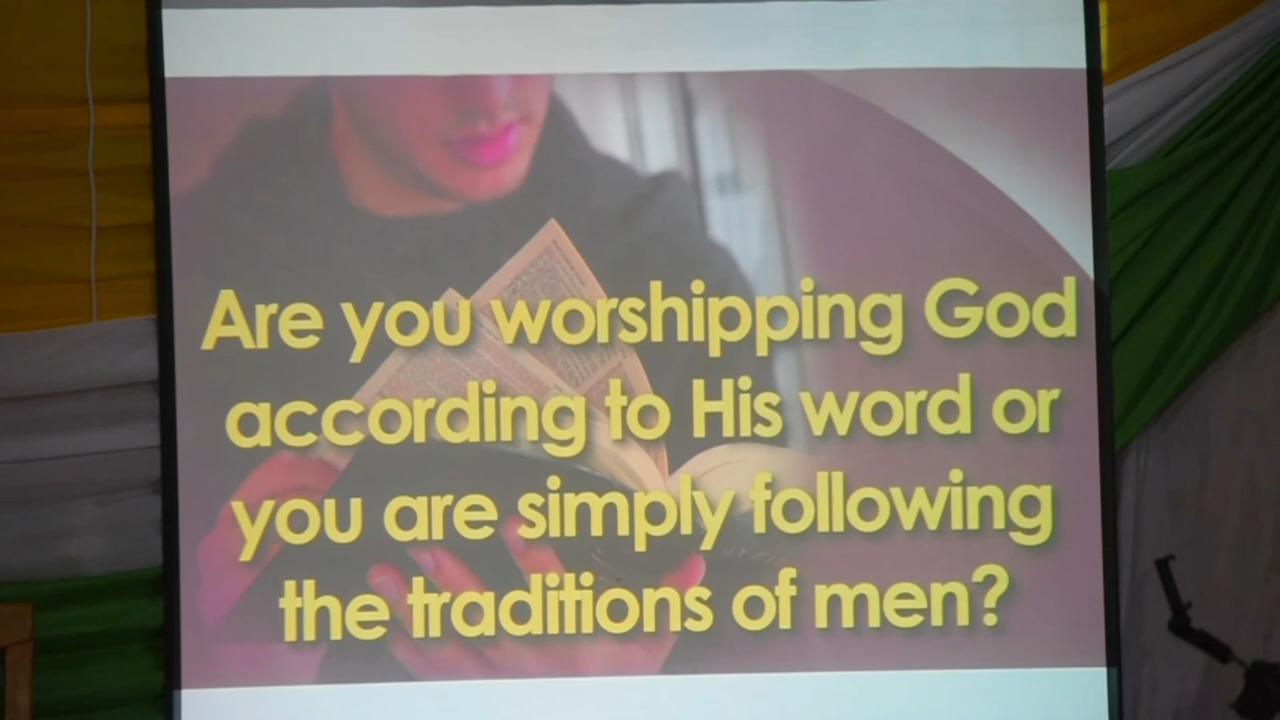 Are you worshipping God
according to His word or
you are simply following
the traditions of men?